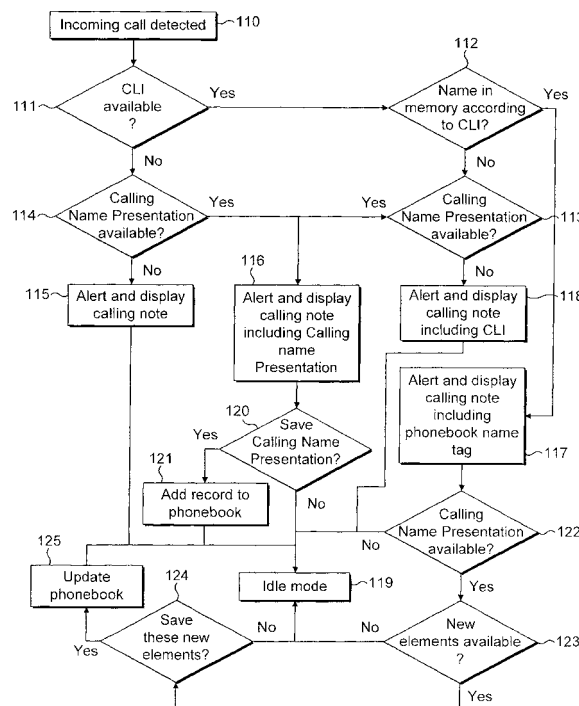 Incoming call detected
110
112
CLI
available
?
111
Yes
Name in
memory according
to CLI?
Yes
No
No
Calling
Name Presentation
available?
114
Yes
Calling
Name Presentation
available?
113
No
116
No
115
Alert and display
calling note
Alert and display
calling note
including Calling
name
Presentation
Alert and display
calling note
including CLI
118
120
Save
Calling Name
Presentation?
Yes
Alert and display
calling note
including
phonebook name
tag
117
121
Add record to
phonebook
No
Calling
Name Presentation
available?
122
No
125
Update
phonebook
124
Idle mode
119
Yes
Save
these new
elements?
Yes
No
No
New
elements available
?
123
Yes